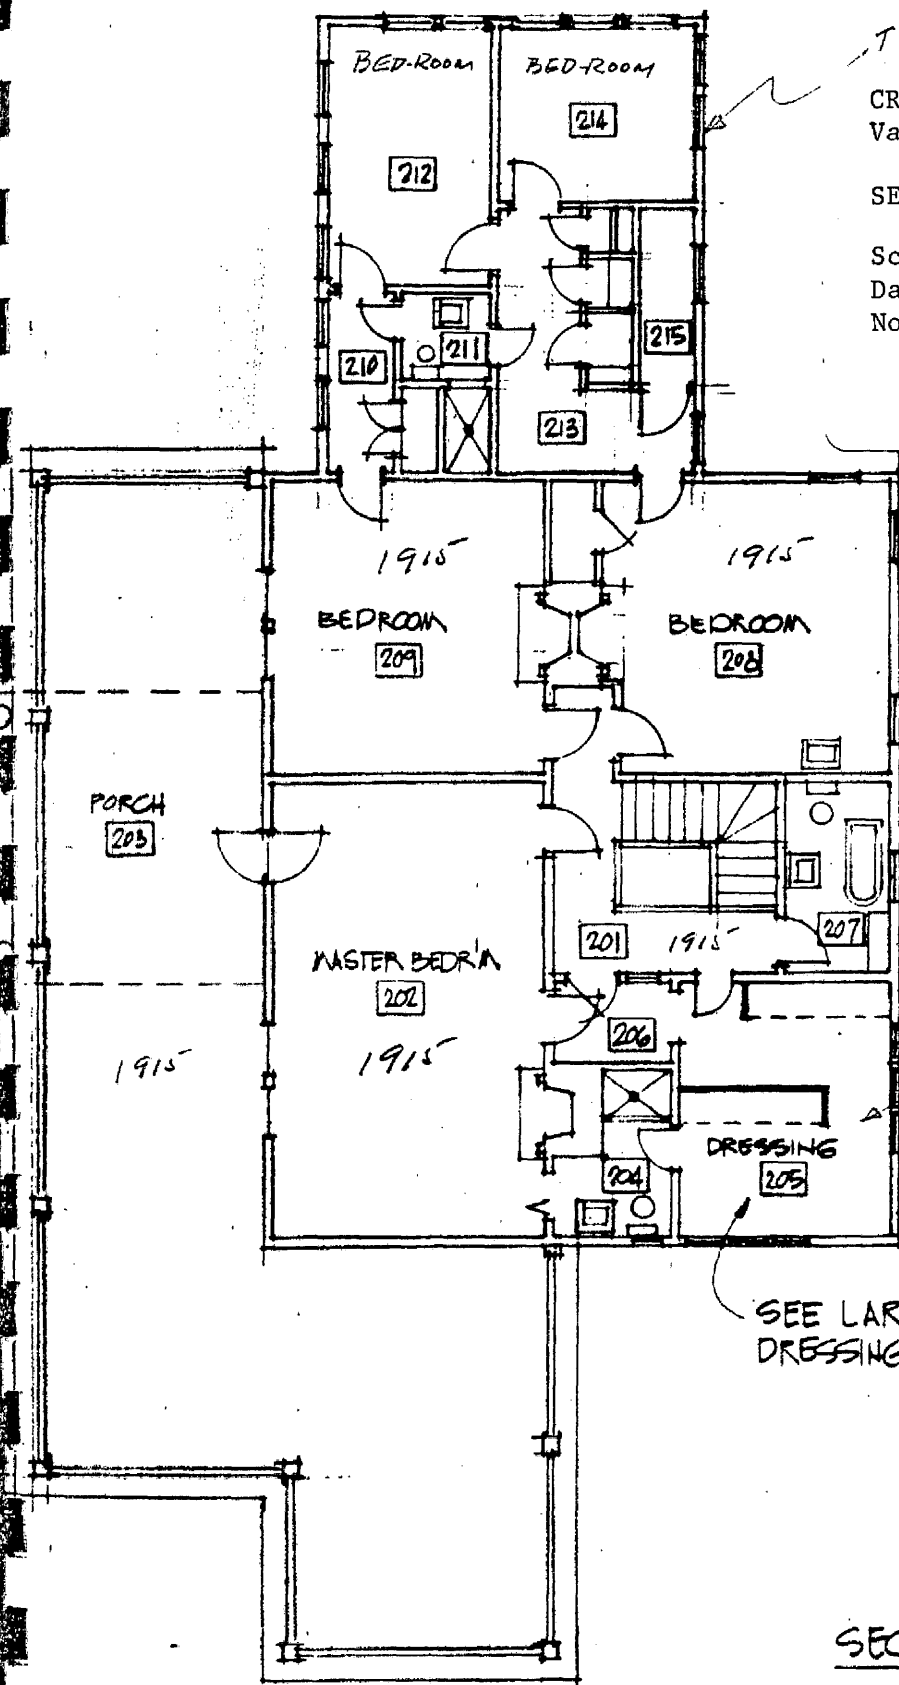 BED-ROOM
BED-ROOM
T
CR
Va
214
212
SE
Sc
Da
No
215
211
210
213
1915
1915
BEDROOM
209
BEDROOM
208
PORCH
203
201
1915
207
MASTER BEDR'M
202
206
1915
1915
DRESSING
205
204
SEE LAR
DRESSING
SEC